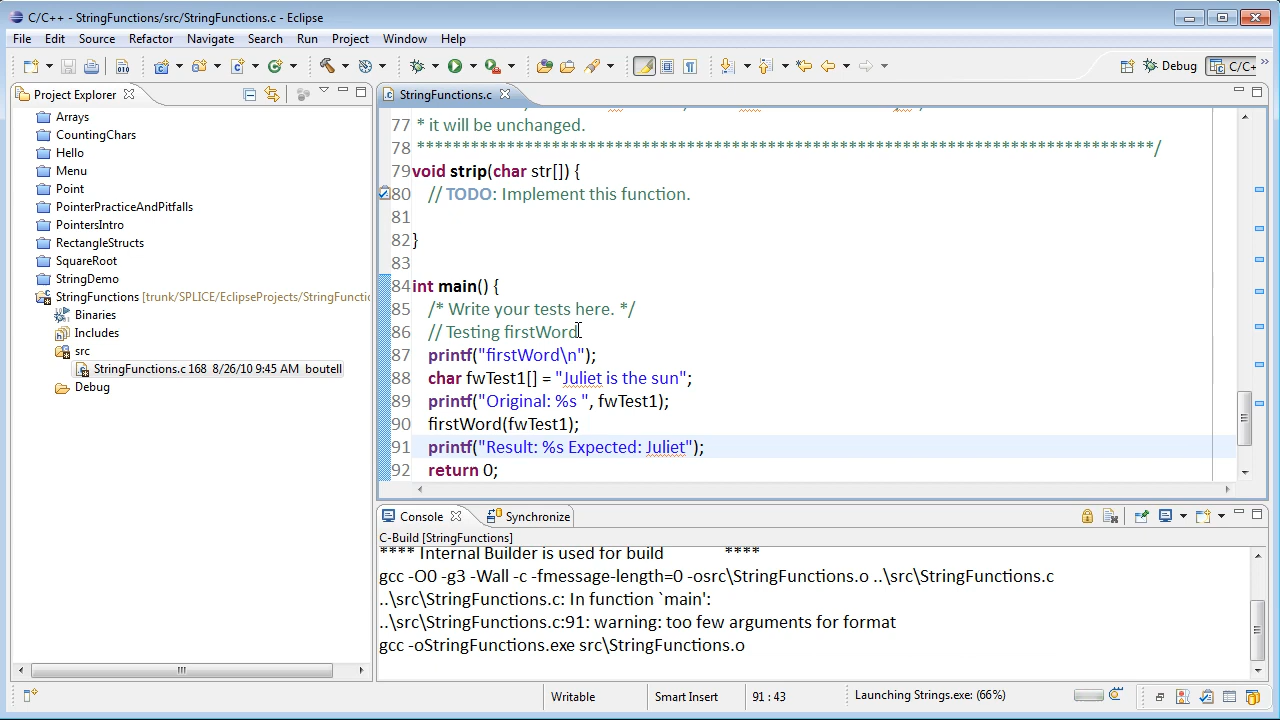 C/C++ - StringFunctions/src/StringFunctions.c - Eclipse
File Edit Source Refactor Navigate Search Run Project Window Help
Debug C/C+
Project Explorer
StringFunctions.c
Arrays
CountingChars
Hello
Menu
Point
PointerPracticeAndPitfalls
PointersIntro
RectangleStructs
SquareRoot
StringDemo
StringFunctions [trunk/SPLICE/EclipseProjects/StringFuncti
Binaries
Includes
src
StringFunctions.c 168 8/26/10 9:45 AM boutell
Debug
77 * it will be unchanged.
78 ***********************************************************************************/
79 void strip(char str[]) {
80 // TODO: Implement this function.
81
82 }
83
84 int main() {
85 /* Write your tests here. */
86 // Testing firstWord
87 printf("firstWord\n");
88 char fwTest1[] = "Juliet is the sun";
89 printf("Original: %s ", fwTest1);
90 firstWord(fwTest1);
91 printf("Result: %s Expected: Juliet");
92 return 0;
Console Synchronize
C-Build [StringFunctions]
**** Internal Builder is used for build ****
gcc -O0 -g3 -Wall -c -fmessage-length=0 -osrc\StringFunctions.o ..\src\StringFunctions.c
..\src\StringFunctions.c: In function `main':
..\src\StringFunctions.c:91: warning: too few arguments for format
gcc -oStringFunctions.exe src\StringFunctions.o
Writable Smart Insert 91 : 43 Launching Strings.exe: (66%)